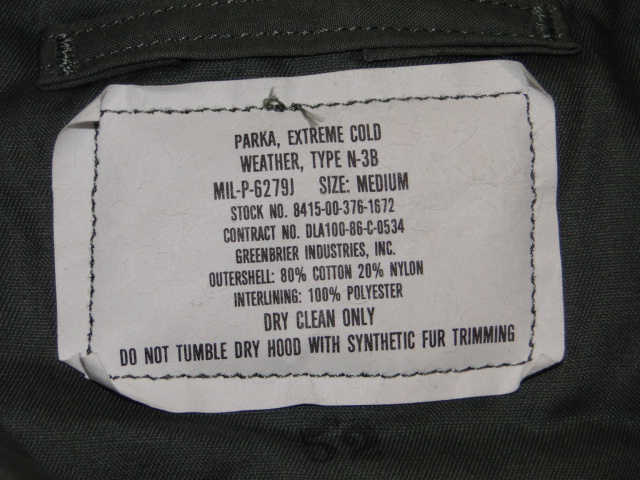 PARKA, EXTREME COLD
WEATHER, TYPE N-3B
MIL-P-6279J SIZE: MEDIUM
STOCK NO. 8415-00-376-1672
CONTRACT NO. DLA100-86-C-0534
GREENBRIER INDUSTRIES, INC.
OUTERSHELL: 80% COTTON 20% NYLON
INTERLINING: 100% POLYESTER
DRY CLEAN ONLY
DO NOT TUMBLE DRY HOOD WITH SYNTHETIC FUR TRIMMING